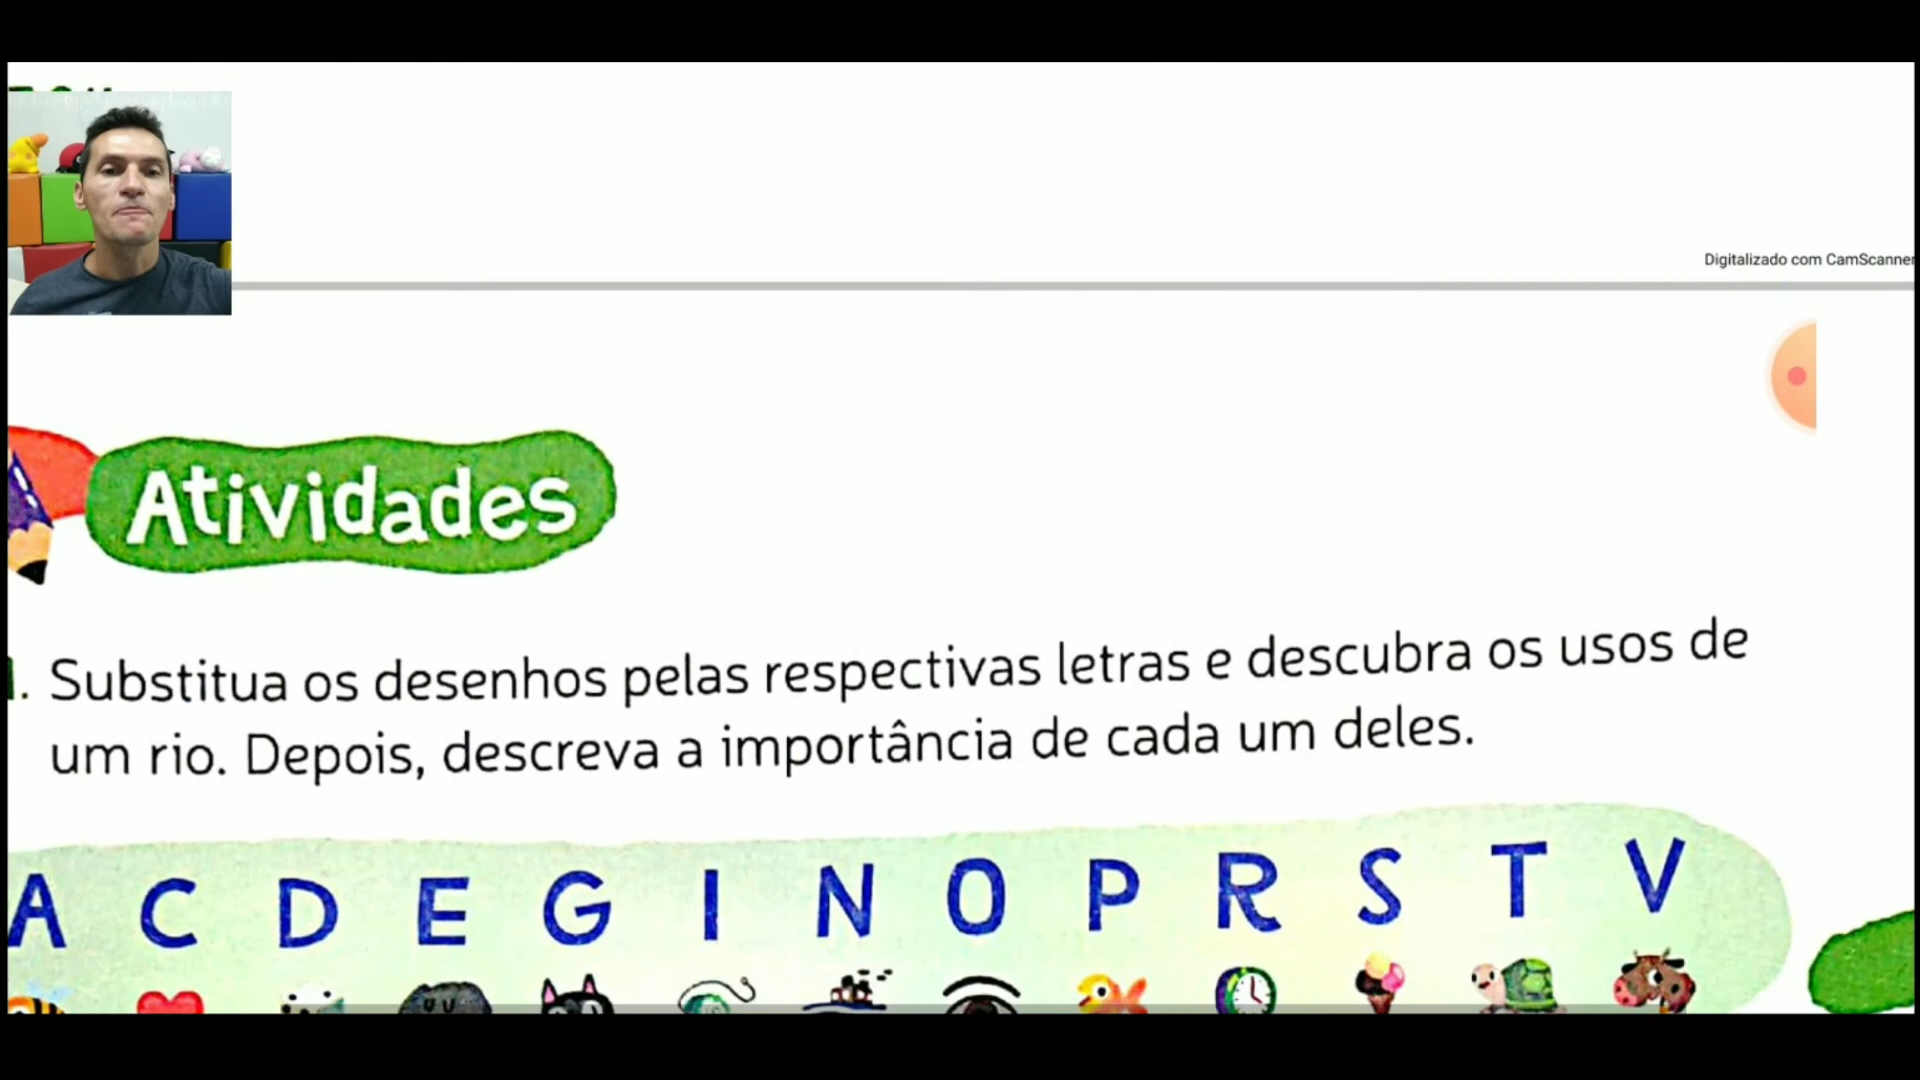 Digitalizado com CamScanner
Atividades
1. Substitua os desenhos pelas respectivas letras e descubra os usos de
um rio. Depois, descreva a importância de cada um deles.
A C D E G I N O P R S T V